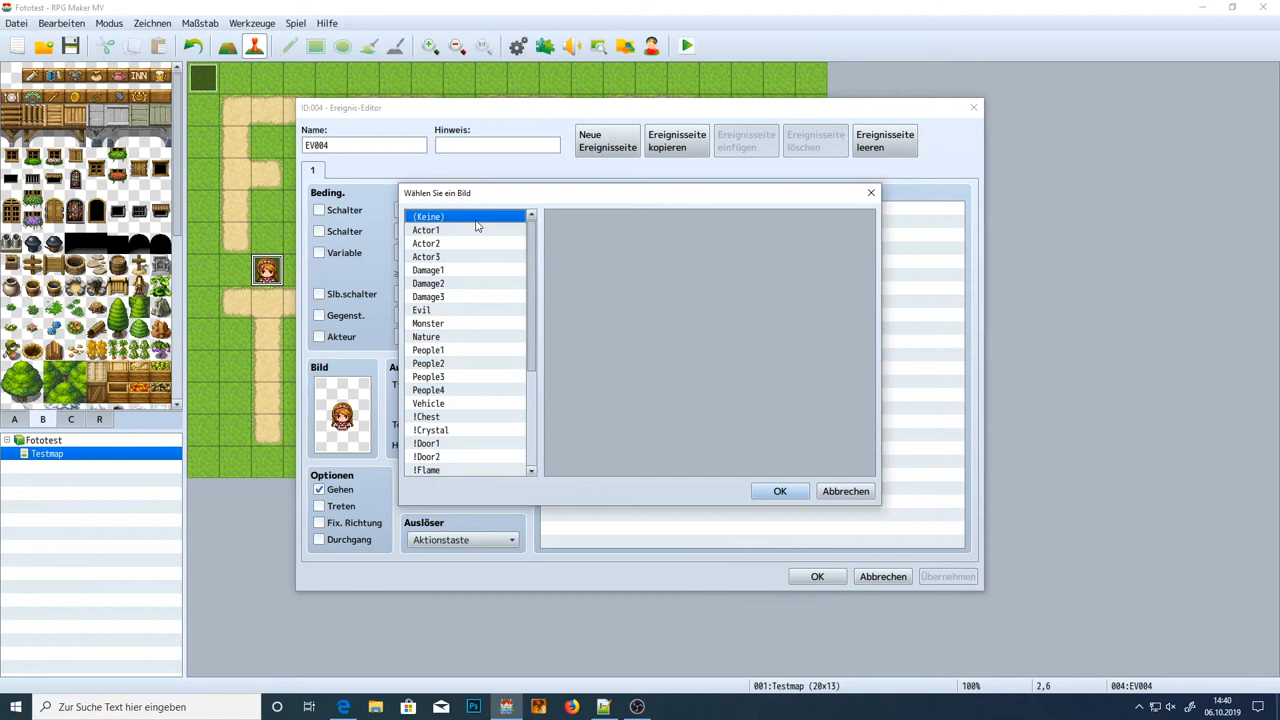 Fototest - RPG Maker MV
Datei Bearbeiten Modus Zeichnen Maßstab Werkzeuge Spiel Hilfe
1:1
INN
ID:004 - Ereignis-Editor
Name:
Hinweis:
EV004
Neue Ereignisseite
Ereignisseite kopieren
Ereignisseite einfügen
Ereignisseite löschen
Ereignisseite leeren
1
Beding.
Schalter
Schalter
Variable
Slb.schalter
Gegenst.
Akteur
Wählen Sie ein Bild
(Keine)
Actor1
Actor2
Actor3
Damage1
Damage2
Damage3
Evil
Monster
Nature
People1
People2
People3
People4
Vehicle
!Chest
!Crystal
!Door1
!Door2
!Flame
OK
Abbrechen
Bild
Optionen
Gehen
Treten
Fix. Richtung
Durchgang
Auslöser
Aktionstaste
OK
Abbrechen
Übernehmen
A B C R
Fototest
Testmap
001:Testmap (20x13)
100%
2,6
004:EV004
Zur Suche Text hier eingeben
14:40
06.10.2019